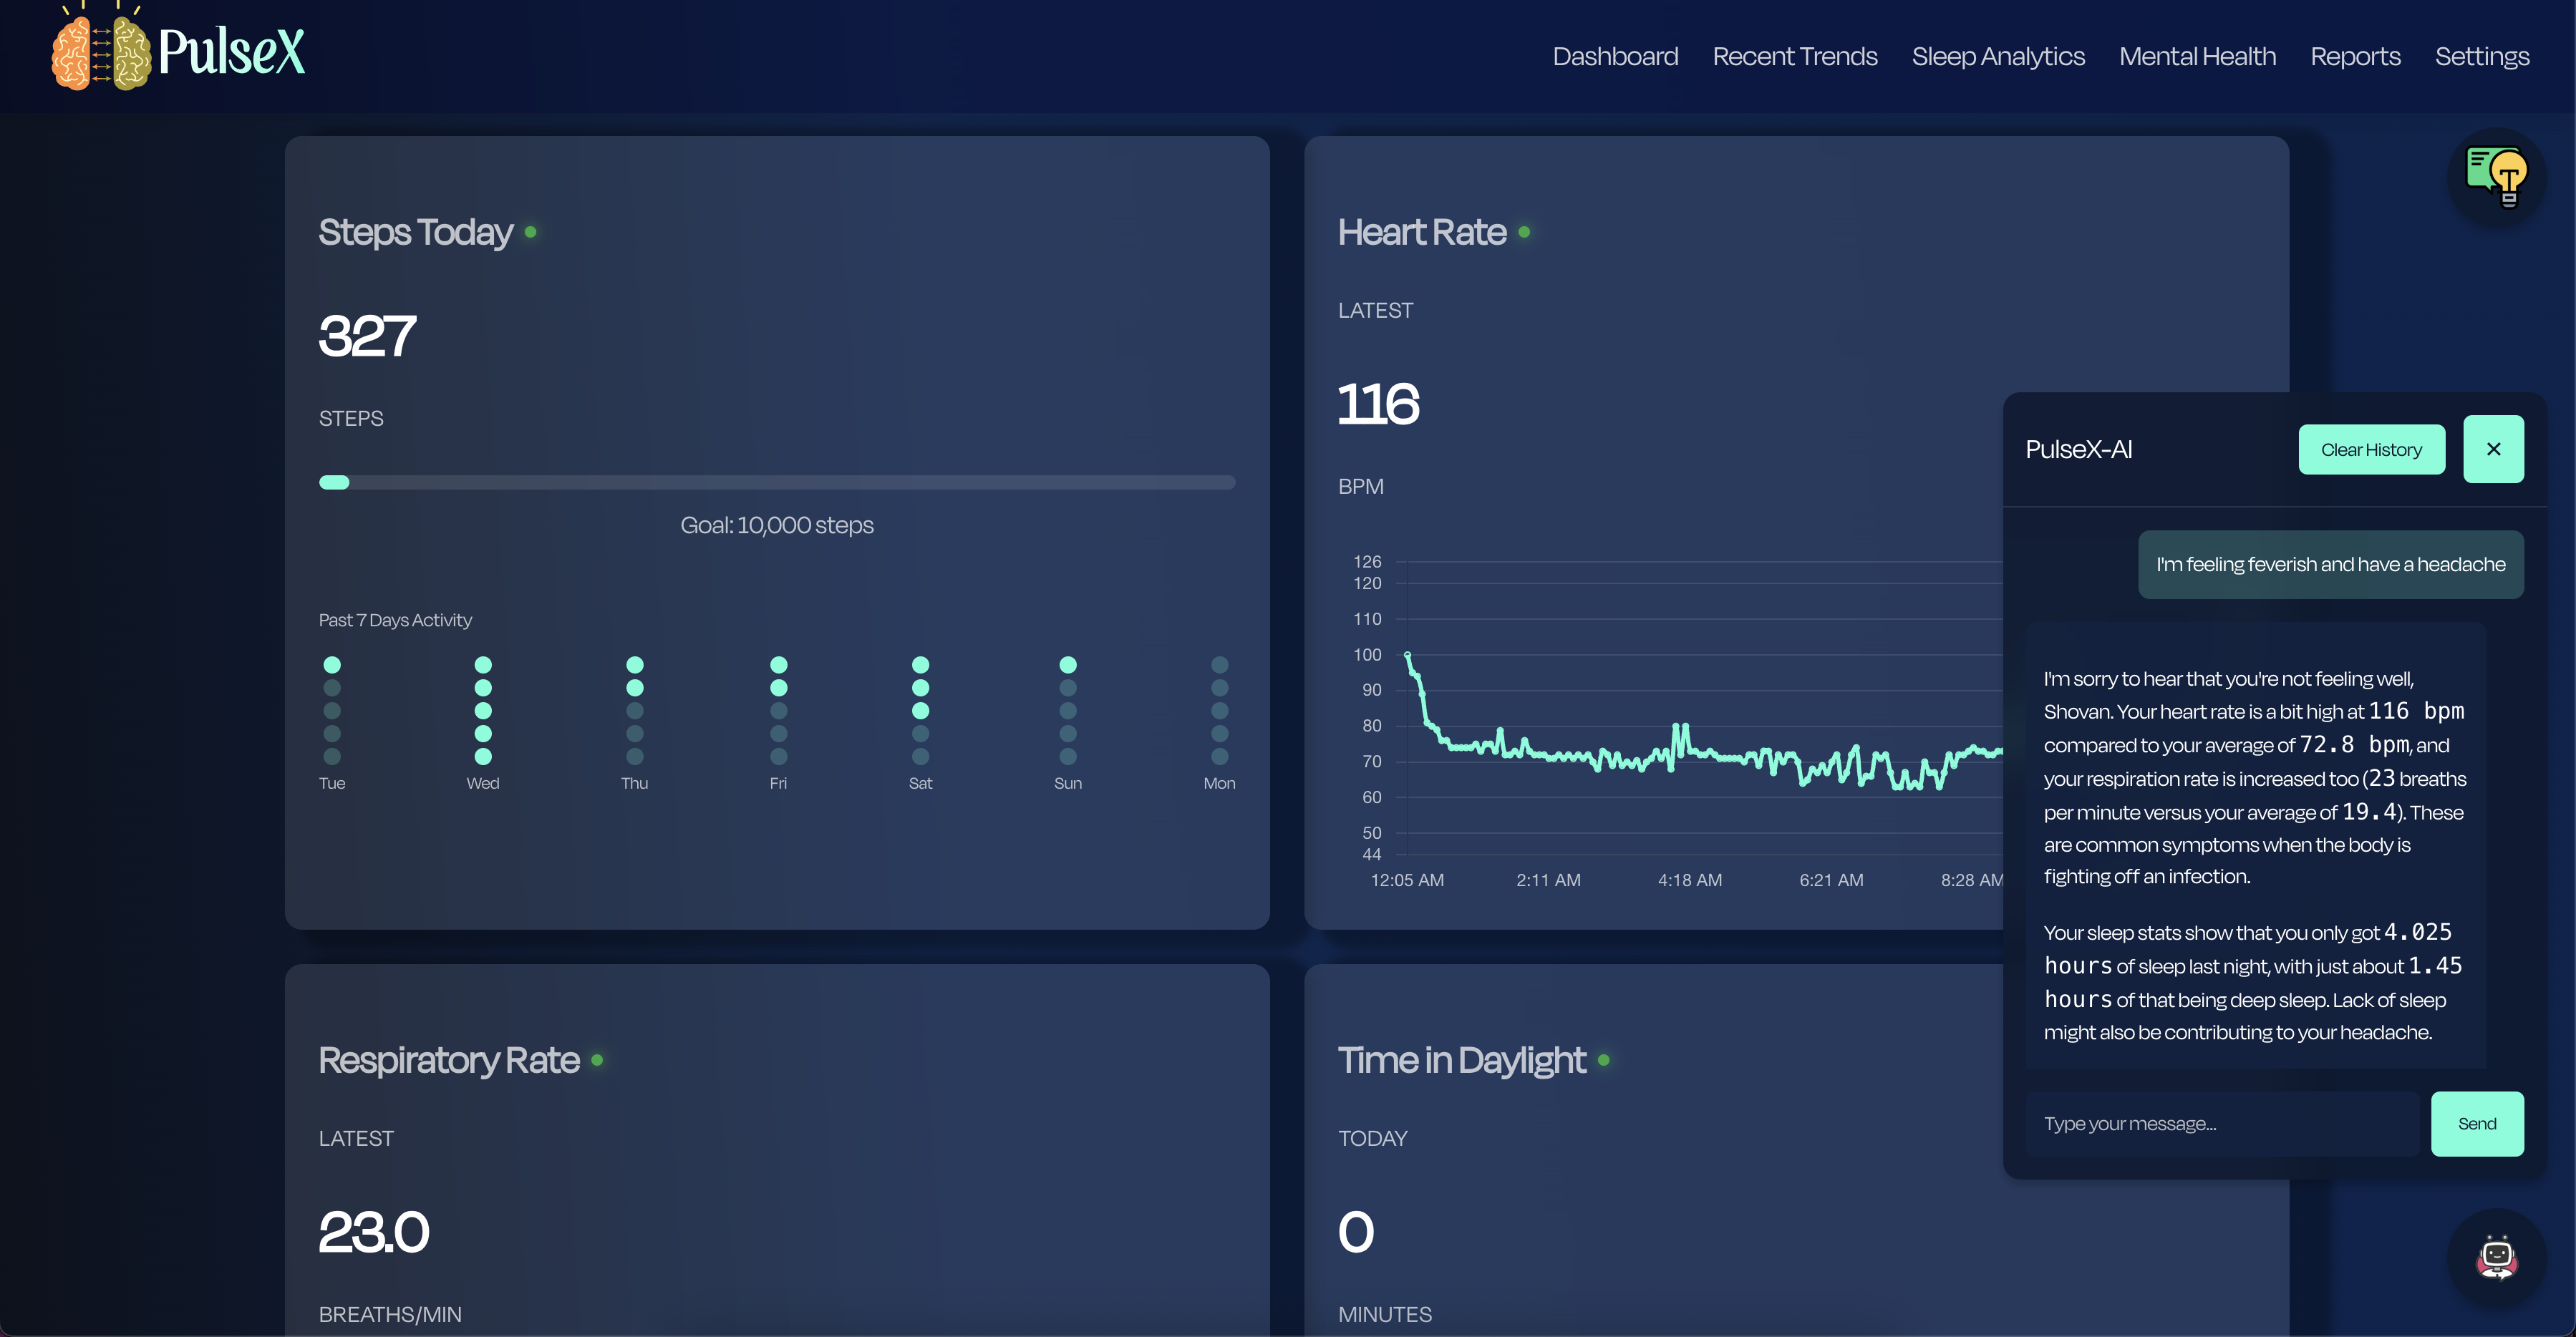 PulseX
Dashboard
Recent Trends
Sleep Analytics
Mental Health
Reports
Settings
Steps Today
327
STEPS
Goal: 10,000 steps
Past 7 Days Activity
Tue
Wed
Thu
Fri
Sat
Sun
Mon
Heart Rate
LATEST
116
BPM
126
120
110
100
90
80
70
60
50
44
12:05 AM
2:11 AM
4:18 AM
6:21 AM
8:28 AM
Respiratory Rate
LATEST
23.0
BREATHS/MIN
Time in Daylight
TODAY
0
MINUTES
PulseX-AI
Clear History
×
I'm feeling feverish and have a headache
I'm sorry to hear that you're not feeling well,
Shovan. Your heart rate is a bit high at 116 bpm
compared to your average of 72.8 bpm, and
your respiration rate is increased too (23 breaths
per minute versus your average of 19.4). These
are common symptoms when the body is
fighting off an infection.
Your sleep stats show that you only got 4.025
hours of sleep last night, with just about 1.45
hours of that being deep sleep. Lack of sleep
might also be contributing to your headache.
Type your message...
Send